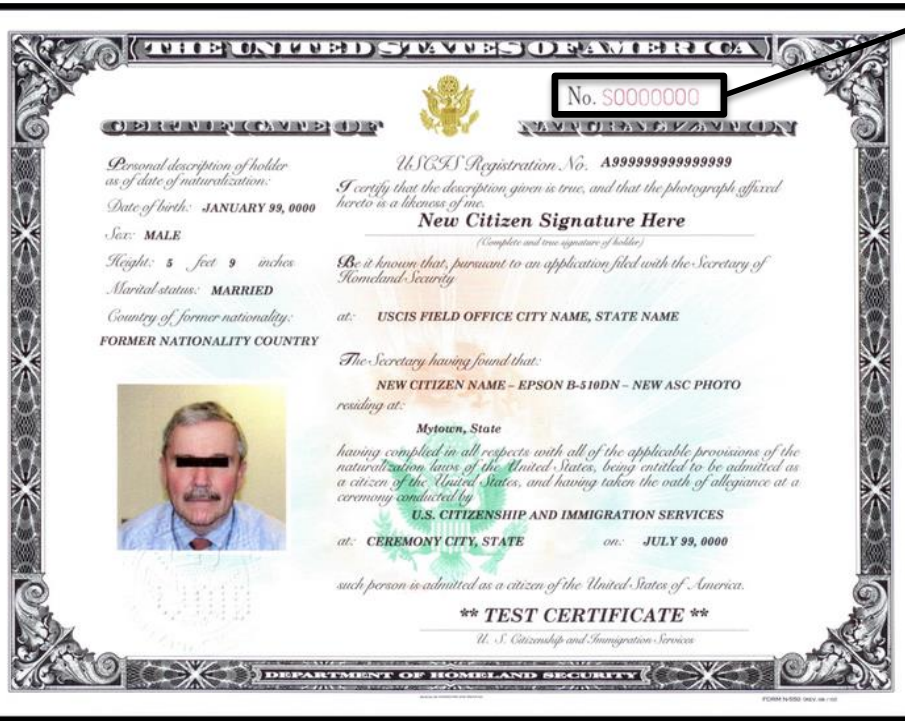 THE UNITED STATES OF AMERICA
No. S0000000
CERTIFICATE OF NATURALIZATION
Personal description of holder
as of date of naturalization:
Date of birth: JANUARY 99, 0000
Sex: MALE
Height: 5 feet 9 inches
Marital status: MARRIED
Country of former nationality:
FORMER NATIONALITY COUNTRY
USCIS Registration No. A999999999999999
I certify that the description given is true, and that the photograph affixed
hereto is a likeness of me.
New Citizen Signature Here
(Complete and true signature of holder)
Be it known that, pursuant to an application filed with the Secretary of
Homeland Security
at: USCIS FIELD OFFICE CITY NAME, STATE NAME
The Secretary having found that:
NEW CITIZEN NAME – EPSON B-510DN – NEW ASC PHOTO
residing at:
Mytown, State
having complied in all respects with all of the applicable provisions of the
naturalization laws of the United States, being entitled to be admitted as
a citizen of the United States, and having taken the oath of allegiance at a
ceremony conducted by
U.S. CITIZENSHIP AND IMMIGRATION SERVICES
at: CEREMONY CITY, STATE on: JULY 99, 0000
such person is admitted as a citizen of the United States of America.
** TEST CERTIFICATE **
U. S. Citizenship and Immigration Services
DEPARTMENT OF HOMELAND SECURITY